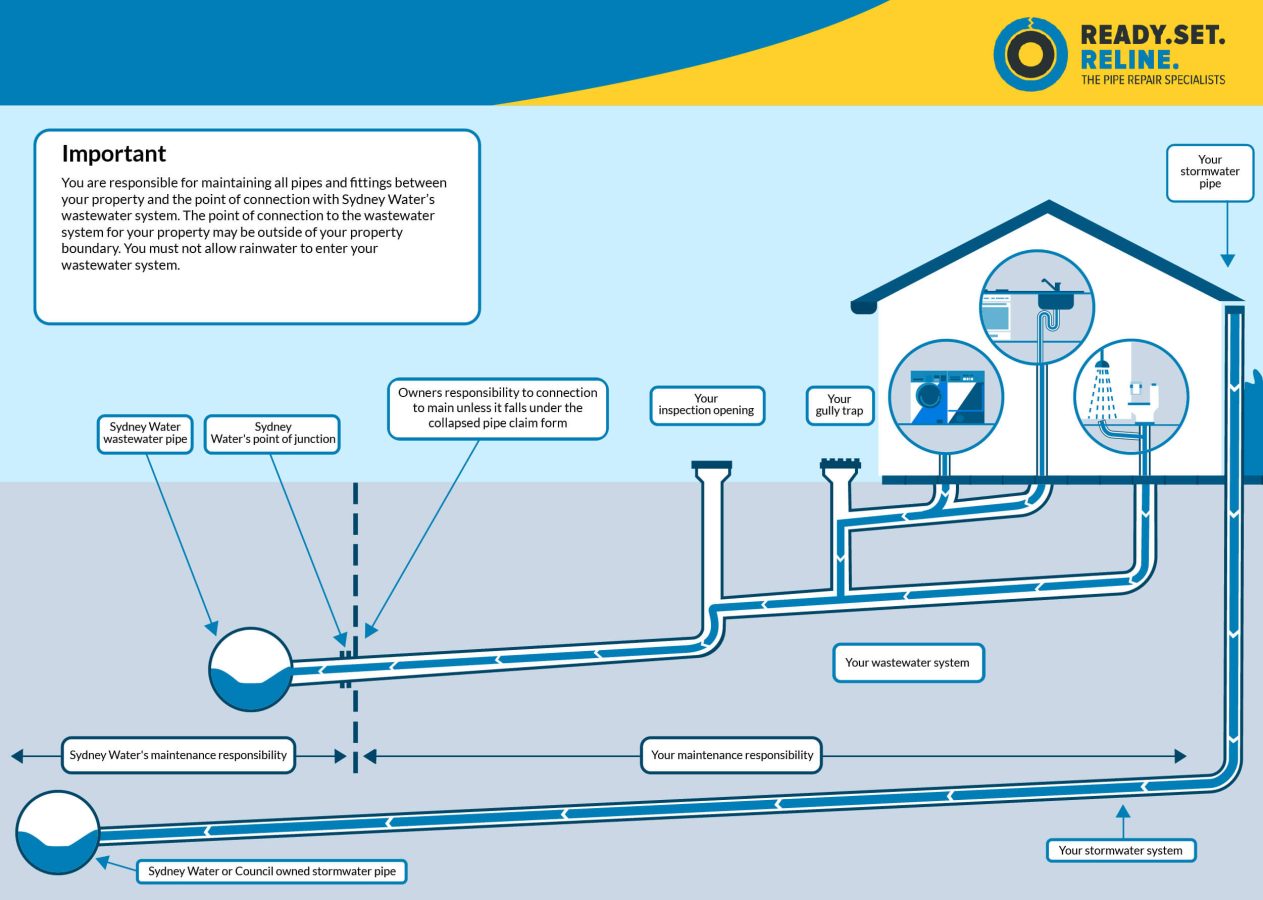 READY.SET.
RELINE.
THE PIPE REPAIR SPECIALISTS
Important
You are responsible for maintaining all pipes and fittings between
your property and the point of connection with Sydney Water's
wastewater system. The point of connection to the wastewater
system for your property may be outside of your property
boundary. You must not allow rainwater to enter your
wastewater system.
Your
stormwater
pipe
Owners responsibility to connection
to main unless it falls under the
collapsed pipe claim form
Your
inspection opening
Your
gully trap
Sydney Water
wastewater pipe
Sydney
Water's point of junction
Your wastewater system
Sydney Water's maintenance responsibility
Your maintenance responsibility
Your stormwater system
Sydney Water or Council owned stormwater pipe